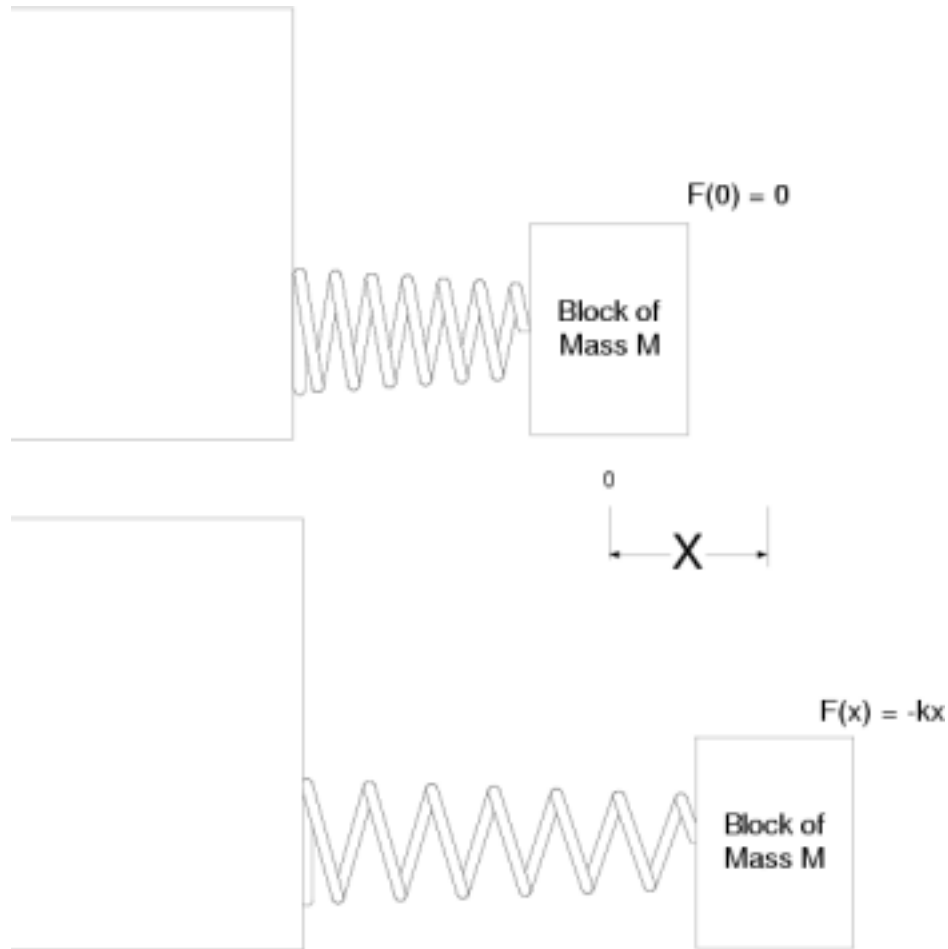 F(0) = 0
Block of
Mass M
0
X
F(x) = -kx
Block of
Mass M